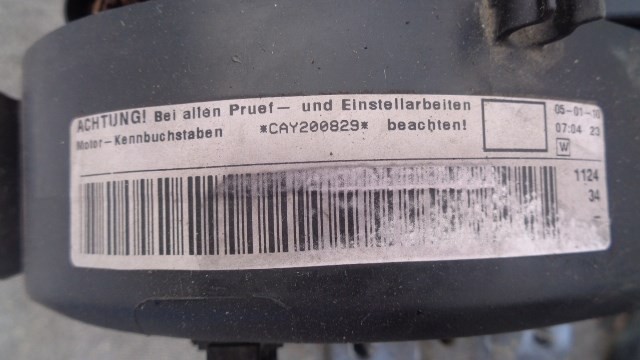 ACHTUNG! Bei allen Pruef- und Einstellarbeiten
Motor-Kennbuchstaben *CAY200829* beachten!
05-01-10
07:04 23
W
1124
34
-